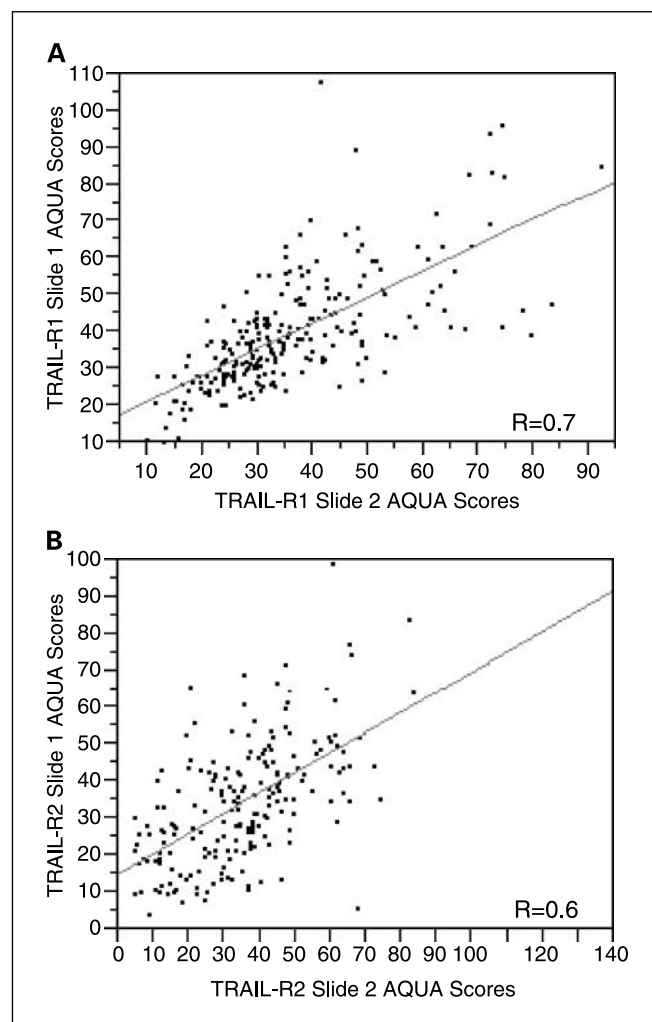 A
110
100
90
80
70
60
50
40
30
20
10
TRAIL-R1 Slide 1 AQUA Scores
R=0.7
10 20 30 40 50 60 70 80 90
TRAIL-R1 Slide 2 AQUA Scores
B
100
90
80
70
60
50
40
30
20
10
0
TRAIL-R2 Slide 1 AQUA Scores
R=0.6
0 10 20 30 40 50 60 70 80 100 120 140
TRAIL-R2 Slide 2 AQUA Scores